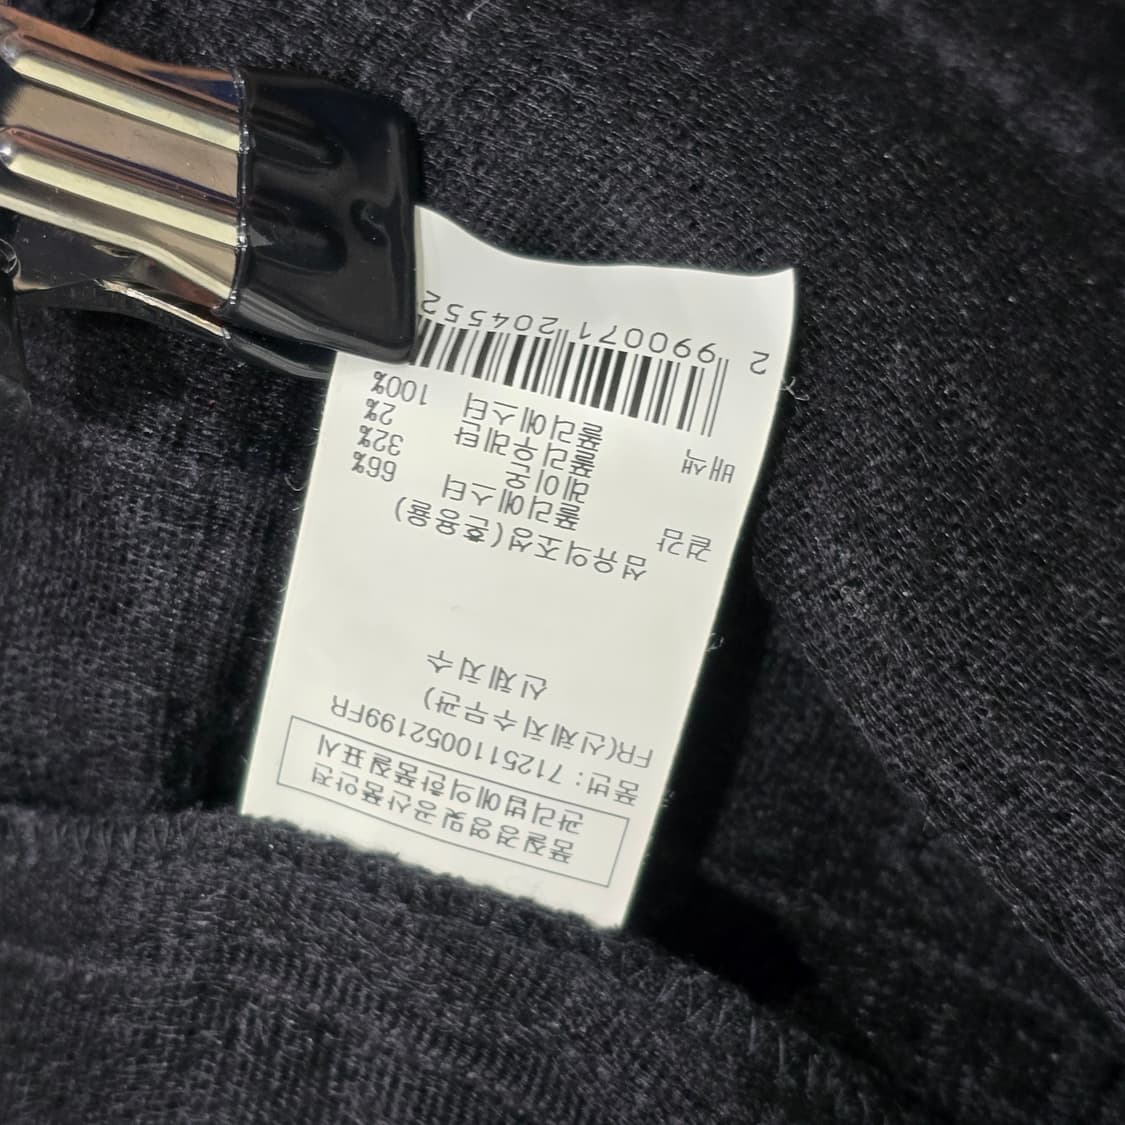 품질경영및공산품안전
관리법에의한품질표시
품번: 7125110052199FR
FR(신체치수무관)
신체치수
섬유의조성(혼용율)
겉감 폴리에스터 66%
레이온 32%
폴리우레탄 2%
배색 폴리에스터 100%
2 990071 204552